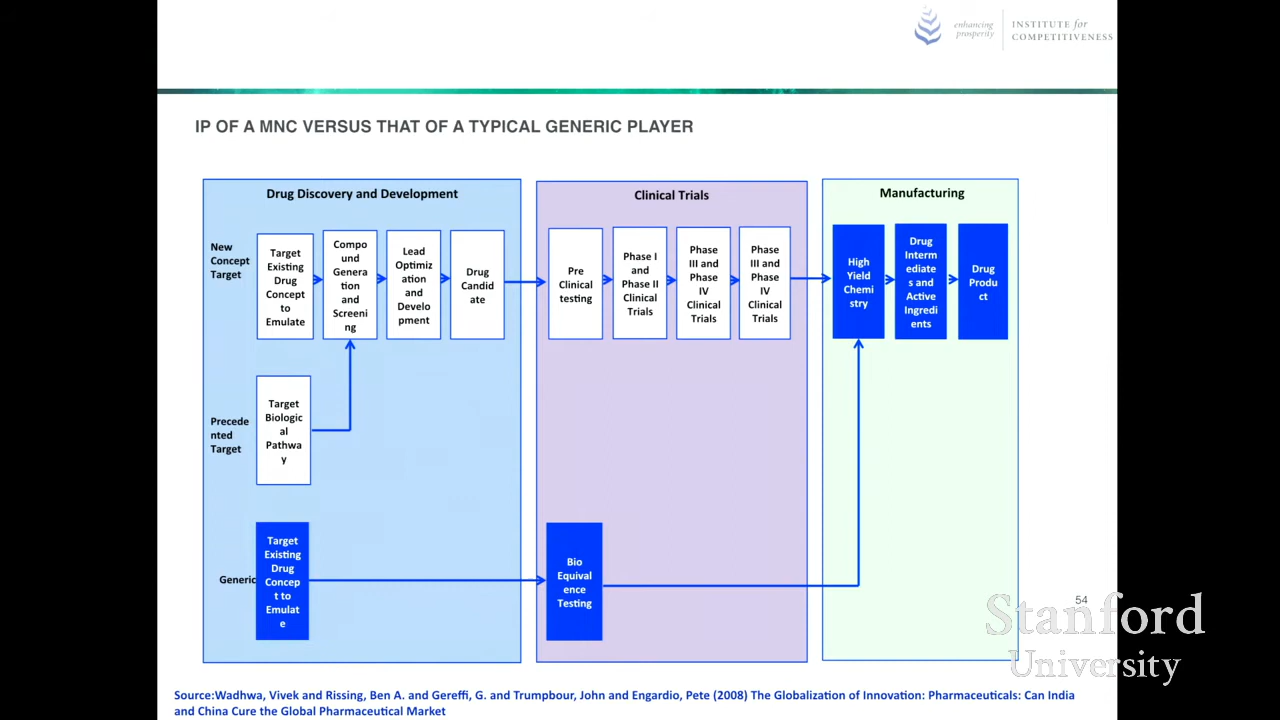 enhancing
prosperity
INSTITUTE for
COMPETITIVENESS
IP OF A MNC VERSUS THAT OF A TYPICAL GENERIC PLAYER
Drug Discovery and Development
New
Concept
Target
Target
Existing
Drug
Concept
to
Emulate
Compo
und
Genera
tion
and
Screeni
ng
Lead
Optimiz
ation
and
Develo
pment
Drug
Candid
ate
Precede
nted
Target
Target
Biologic
al
Pathwa
y
Generic
Target
Existing
Drug
Concep
t to
Emulat
e
Clinical Trials
Pre
Clinical
testing
Phase I
and
Phase II
Clinical
Trials
Phase
III and
Phase
IV
Clinical
Trials
Phase
III and
Phase
IV
Clinical
Trials
Bio
Equival
ence
Testing
Manufacturing
High
Yield
Chemi
stry
Drug
Interm
ediate
s and
Active
Ingredi
ents
Drug
Produ
ct
54
Stanford
University
Source:Wadhwa, Vivek and Rissing, Ben A. and Gereffi, G. and Trumpbour, John and Engardio, Pete (2008) The Globalization of Innovation: Pharmaceuticals: Can India
and China Cure the Global Pharmaceutical Market